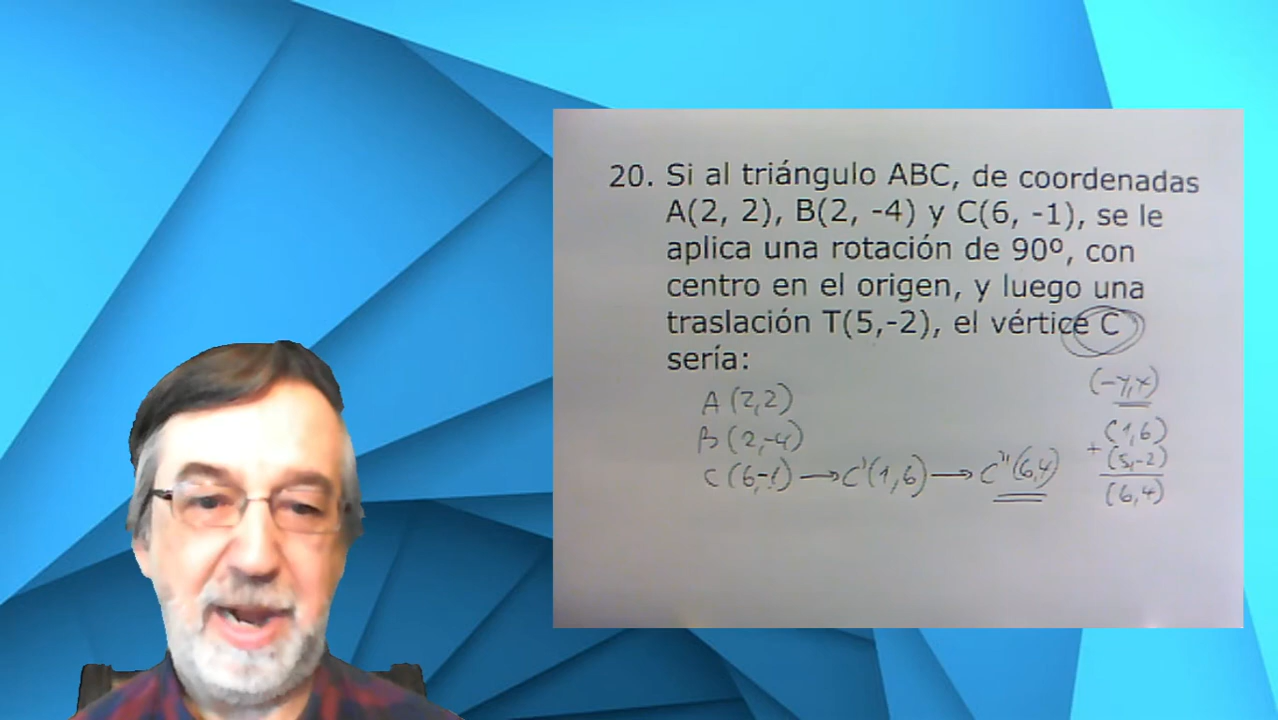 20. Si al triángulo ABC, de coordenadas
A(2, 2), B(2, -4) y C(6, -1), se le
aplica una rotación de 90º, con
centro en el origen, y luego una
traslación T(5,-2), el vértice C
sería:
(-y,x)
A (2,2)
B (2,-4)
C (6,-1) → C'(1,6) → C''(6,4)
(1,6)
+ (5,-2)
(6,4)